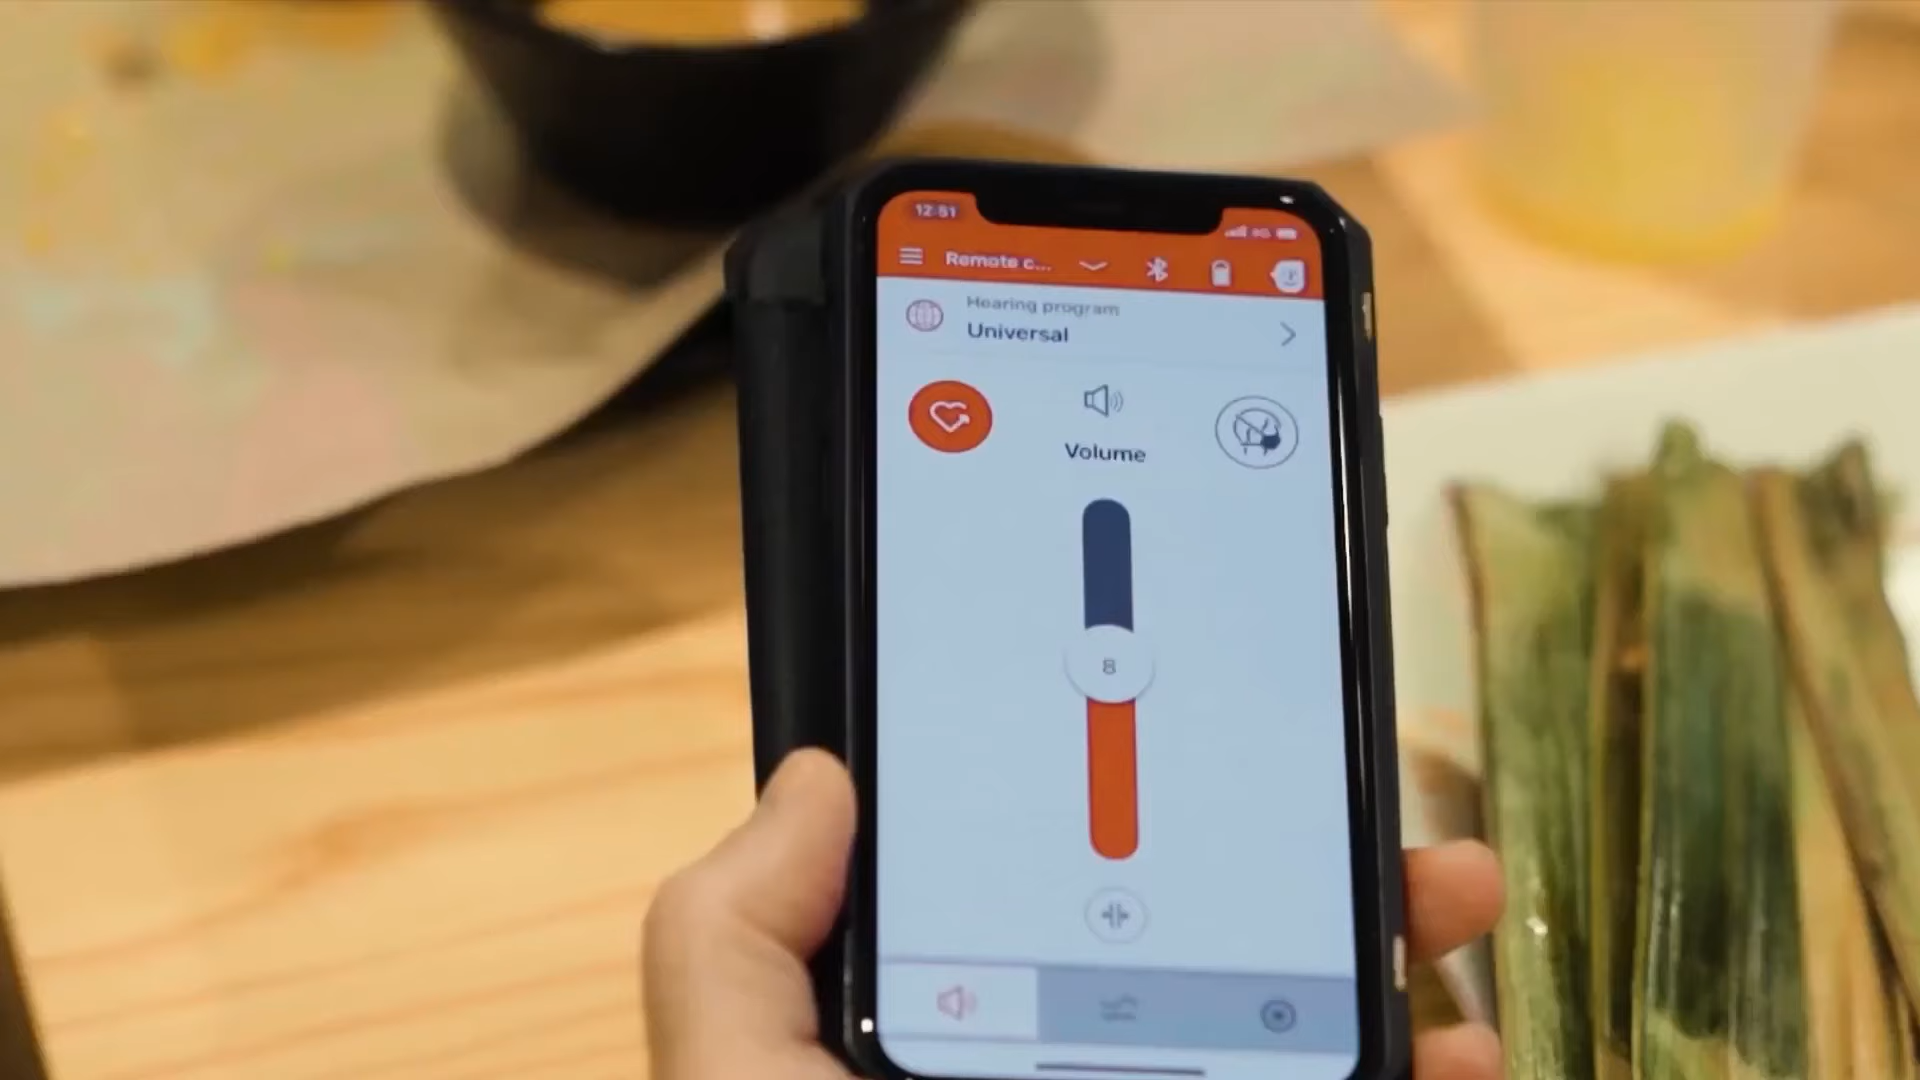 12:51
Remote c...
Hearing program
Universal
Volume
8